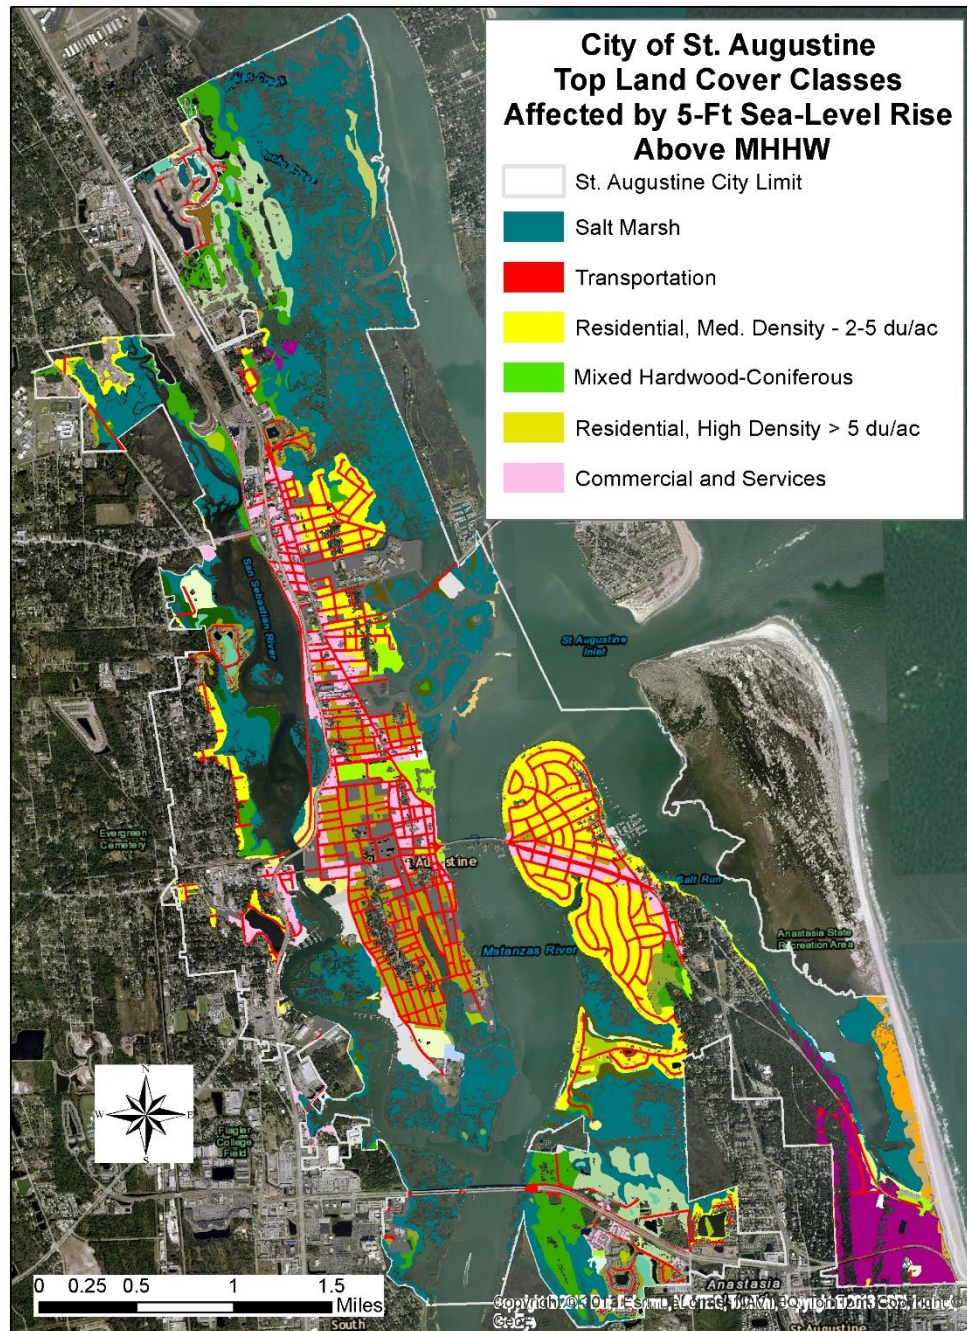 City of St. Augustine
Top Land Cover Classes
Affected by 5-Ft Sea-Level Rise
Above MHHW
St. Augustine City Limit
Salt Marsh
Transportation
Residential, Med. Density - 2-5 du/ac
Mixed Hardwood-Coniferous
Residential, High Density > 5 du/ac
Commercial and Services
San Sebastian River
St Augustine
Inlet
Evergreen
Cemetery
Augustine
Salt Run
Anastasia State
Recreation Area
Matanzas River
N
W
E
S
Flagler
College
Field
0 0.25 0.5 1 1.5
Miles
Anastasia
South
St Augustine